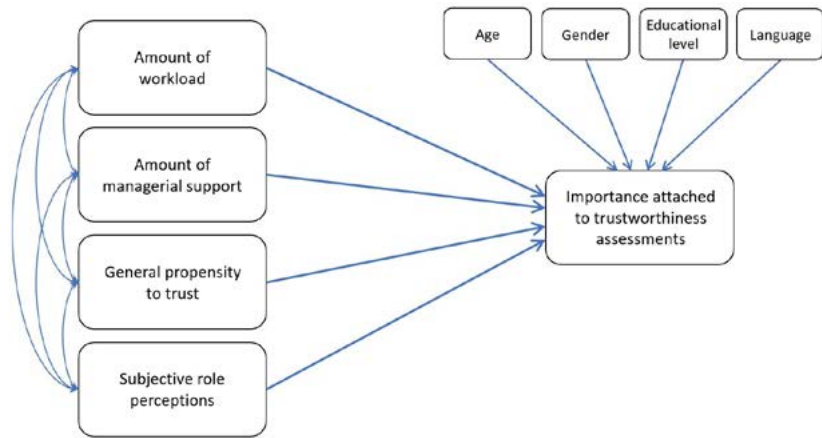 Age
Gender
Educational
level
Language
Amount of
workload
Amount of
managerial support
General propensity
to trust
Subjective role
perceptions
Importance attached
to trustworthiness
assessments